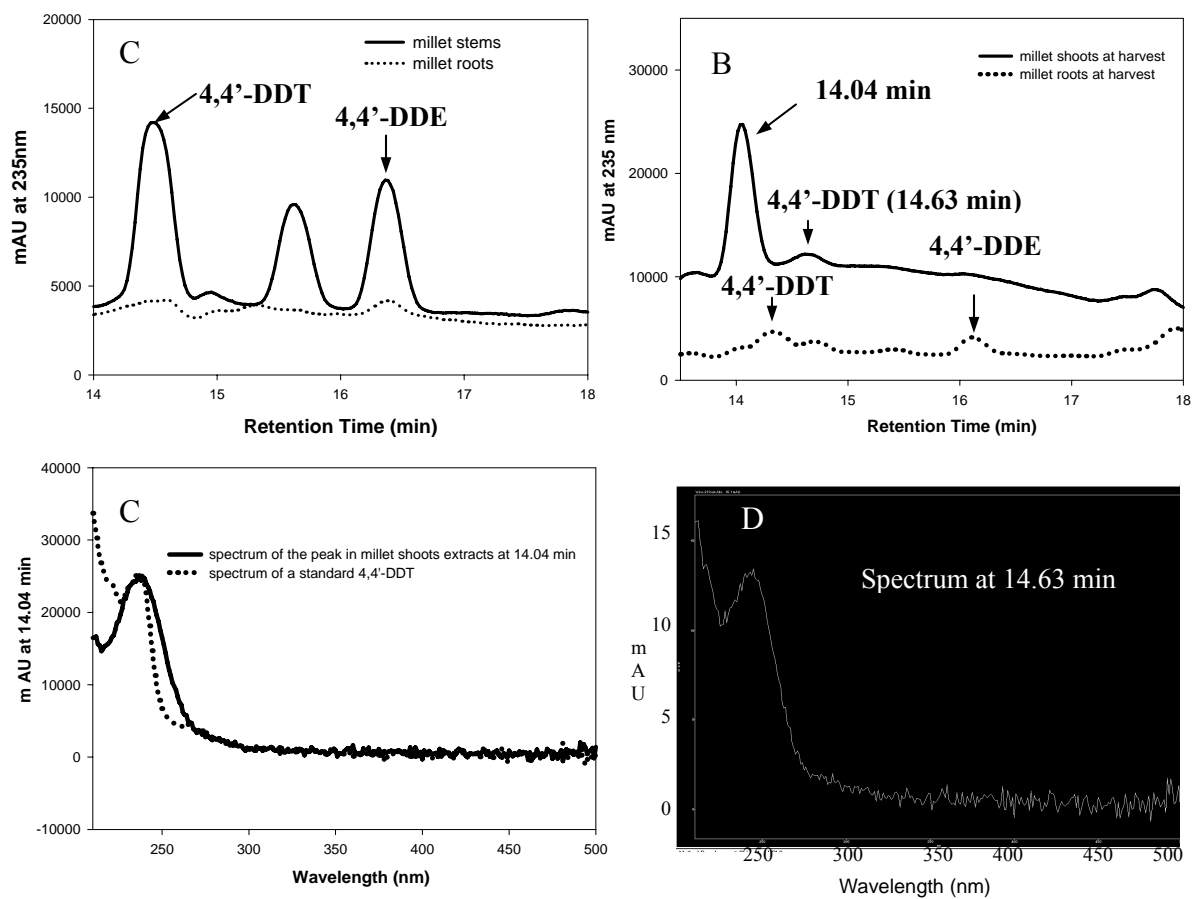 20000
15000
10000
5000
0
mAU at 235nm
C
millet stems
millet roots
4,4’-DDT
4,4’-DDE
14
15
16
17
18
Retention Time (min)
30000
20000
10000
0
mAU at 235 nm
B
millet shoots at harvest
millet roots at harvest
14.04 min
4,4’-DDT (14.63 min)
4,4’-DDE
4,4’-DDT
14
15
16
17
18
Retention Time (min)
40000
30000
20000
10000
0
-10000
m AU at 14.04 min
C
spectrum of the peak in millet shoots extracts at 14.04 min
spectrum of a standard 4,4'-DDT
250
300
350
400
450
500
Wavelength (nm)
15
10
5
0
m
A
U
D
Spectrum at 14.63 min
250
300
350
400
450
500
Wavelength (nm)